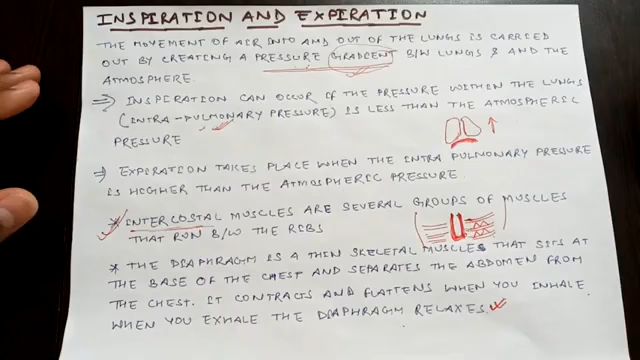 INSPIRATION AND EXPIRATION
THE MOVEMENT OF AIR INTO AND OUT OF THE LUNGS IS CARRIED
OUT BY CREATING A PRESSURE GRADIENT B/W LUNGS & AND THE
ATMOSPHERE.
⇒ INSPIRATION CAN OCCUR IF THE PRESSURE WITHIN THE LUNGS
(INTRA-PULMONARY PRESSURE) IS LESS THAN THE ATMOSPHERIC
PRESSURE
⇒ EXPIRATION TAKES PLACE WHEN THE INTRA PULMONARY PRESSURE
IS HIGHER THAN THE ATMOSPHERIC PRESSURE.
* INTERCOSTAL MUSCLES ARE SEVERAL GROUPS OF MUSCLES
THAT RUN B/W THE RIBS
* THE DIAPHRAGM IS A THIN SKELETAL MUSCLES THAT SITS AT
THE BASE OF THE CHEST AND SEPARATES THE ABDOMEN FROM
THE CHEST. IT CONTRACTS AND FLATTENS WHEN YOU INHALE.
WHEN YOU EXHALE THE DIAPHRAGM RELAXES.